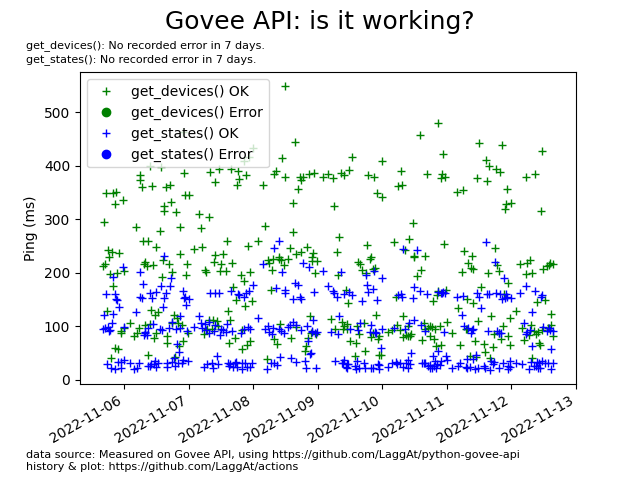 Govee API: is it working?
get_devices(): No recorded error in 7 days.
get_states(): No recorded error in 7 days.
get_devices() OK
get_devices() Error
get_states() OK
get_states() Error
Ping (ms)
500
400
300
200
100
0
2022-11-06
2022-11-07
2022-11-08
2022-11-09
2022-11-10
2022-11-11
2022-11-12
2022-11-13
data source: Measured on Govee API, using https://github.com/LaggAt/python-govee-api
history & plot: https://github.com/LaggAt/actions